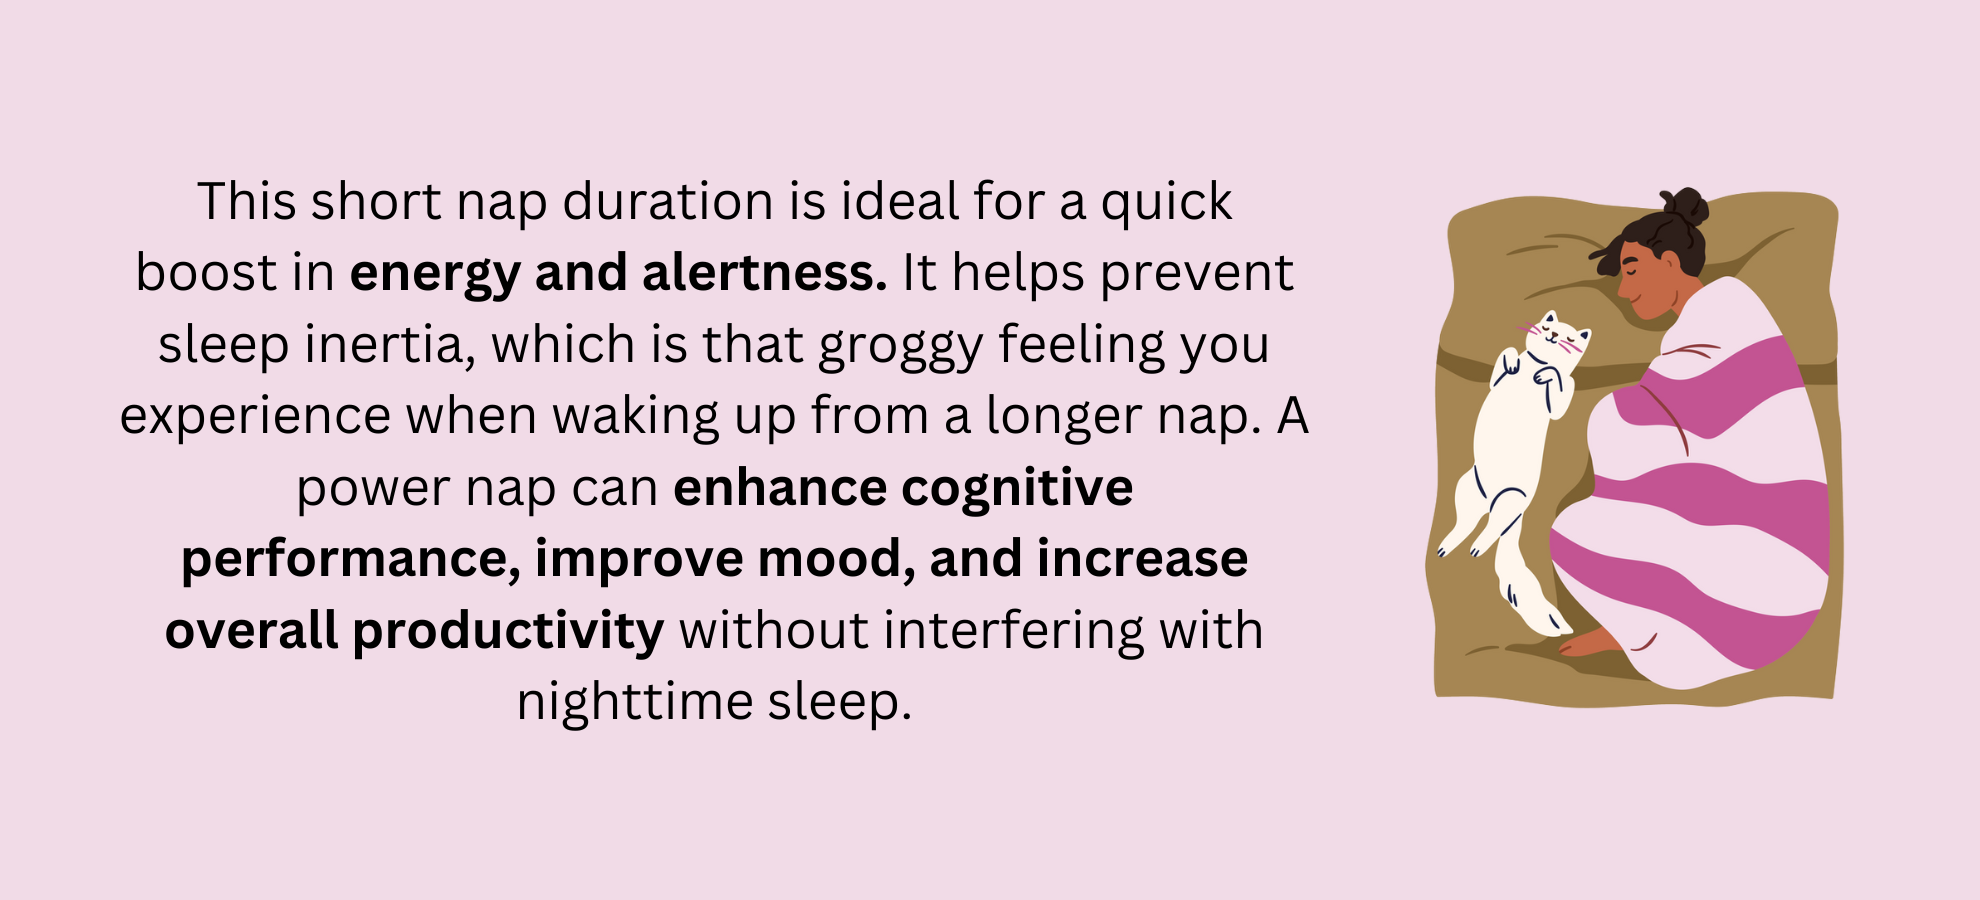 This short nap duration is ideal for a quick
boost in energy and alertness. It helps prevent
sleep inertia, which is that groggy feeling you
experience when waking up from a longer nap. A
power nap can enhance cognitive
performance, improve mood, and increase
overall productivity without interfering with
nighttime sleep.